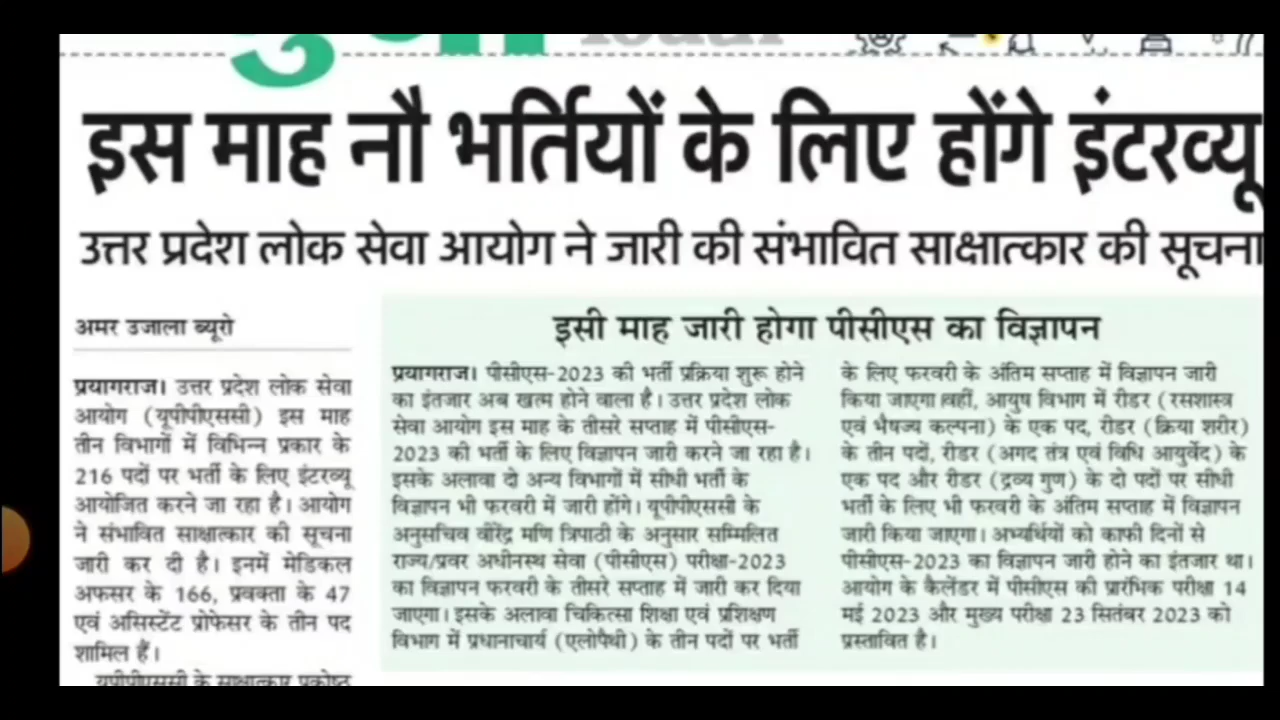 इस माह नौ भर्तियों के लिए होंगे इंटरव्यू
उत्तर प्रदेश लोक सेवा आयोग ने जारी की संभावित साक्षात्कार की सूचना
अमर उजाला ब्यूरो
प्रयागराज। उत्तर प्रदेश लोक सेवा
आयोग (यूपीपीएससी) इस माह
तीन विभागों में विभिन्न प्रकार के
216 पदों पर भर्ती के लिए इंटरव्यू
आयोजित करने जा रहा है। आयोग
ने संभावित साक्षात्कार की सूचना
जारी कर दी है। इनमें मेडिकल
अफसर के 166, प्रवक्ता के 47
एवं असिस्टेंट प्रोफेसर के तीन पद
शामिल हैं।
यूपीपीएससी के साक्षात्कार प्रकोष्ठ
इसी माह जारी होगा पीसीएस का विज्ञापन
प्रयागराज। पीसीएस-2023 की भर्ती प्रक्रिया शुरू होने
का इंतजार अब खत्म होने वाला है। उत्तर प्रदेश लोक
सेवा आयोग इस माह के तीसरे सप्ताह में पीसीएस-
2023 की भर्ती के लिए विज्ञापन जारी करने जा रहा है।
इसके अलावा दो अन्य विभागों में सीधी भर्ती के
विज्ञापन भी फरवरी में जारी होंगे। यूपीपीएससी के
अनुसचिव वीरेंद्र मणि त्रिपाठी के अनुसार सम्मिलित
राज्य/प्रवर अधीनस्थ सेवा (पीसीएस) परीक्षा-2023
का विज्ञापन फरवरी के तीसरे सप्ताह में जारी कर दिया
जाएगा। इसके अलावा चिकित्सा शिक्षा एवं प्रशिक्षण
विभाग में प्रधानाचार्य (एलोपैथी) के तीन पदों पर भर्ती
के लिए फरवरी के अंतिम सप्ताह में विज्ञापन जारी
किया जाएगा।वहीं, आयुष विभाग में रीडर (रसशास्त्र
एवं भैषज्य कल्पना) के एक पद, रीडर (क्रिया शरीर)
के तीन पदों, रीडर (अगद तंत्र एवं विधि आयुर्वेद) के
एक पद और रीडर (द्रव्य गुण) के दो पदों पर सीधी
भर्ती के लिए भी फरवरी के अंतिम सप्ताह में विज्ञापन
जारी किया जाएगा। अभ्यर्थियों को काफी दिनों से
पीसीएस-2023 का विज्ञापन जारी होने का इंतजार था।
आयोग के कैलेंडर में पीसीएस की प्रारंभिक परीक्षा 14
मई 2023 और मुख्य परीक्षा 23 सितंबर 2023 को
प्रस्तावित है।